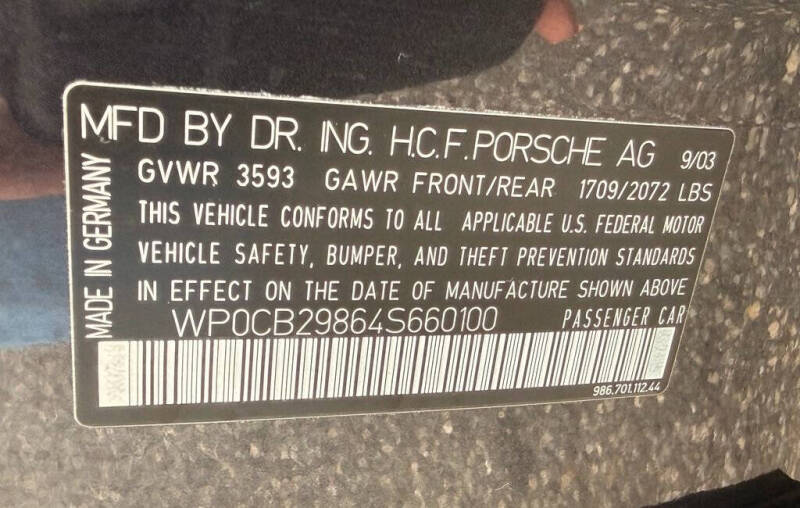 MFD BY DR. ING. H.C.F. PORSCHE AG 9/03
GVWR 3593 GAWR FRONT/REAR 1709/2072 LBS
THIS VEHICLE CONFORMS TO ALL APPLICABLE U.S. FEDERAL MOTOR
VEHICLE SAFETY, BUMPER, AND THEFT PREVENTION STANDARDS
IN EFFECT ON THE DATE OF MANUFACTURE SHOWN ABOVE
WP0CB29864S660100 PASSENGER CAR
986.701.112.44
MADE IN GERMANY